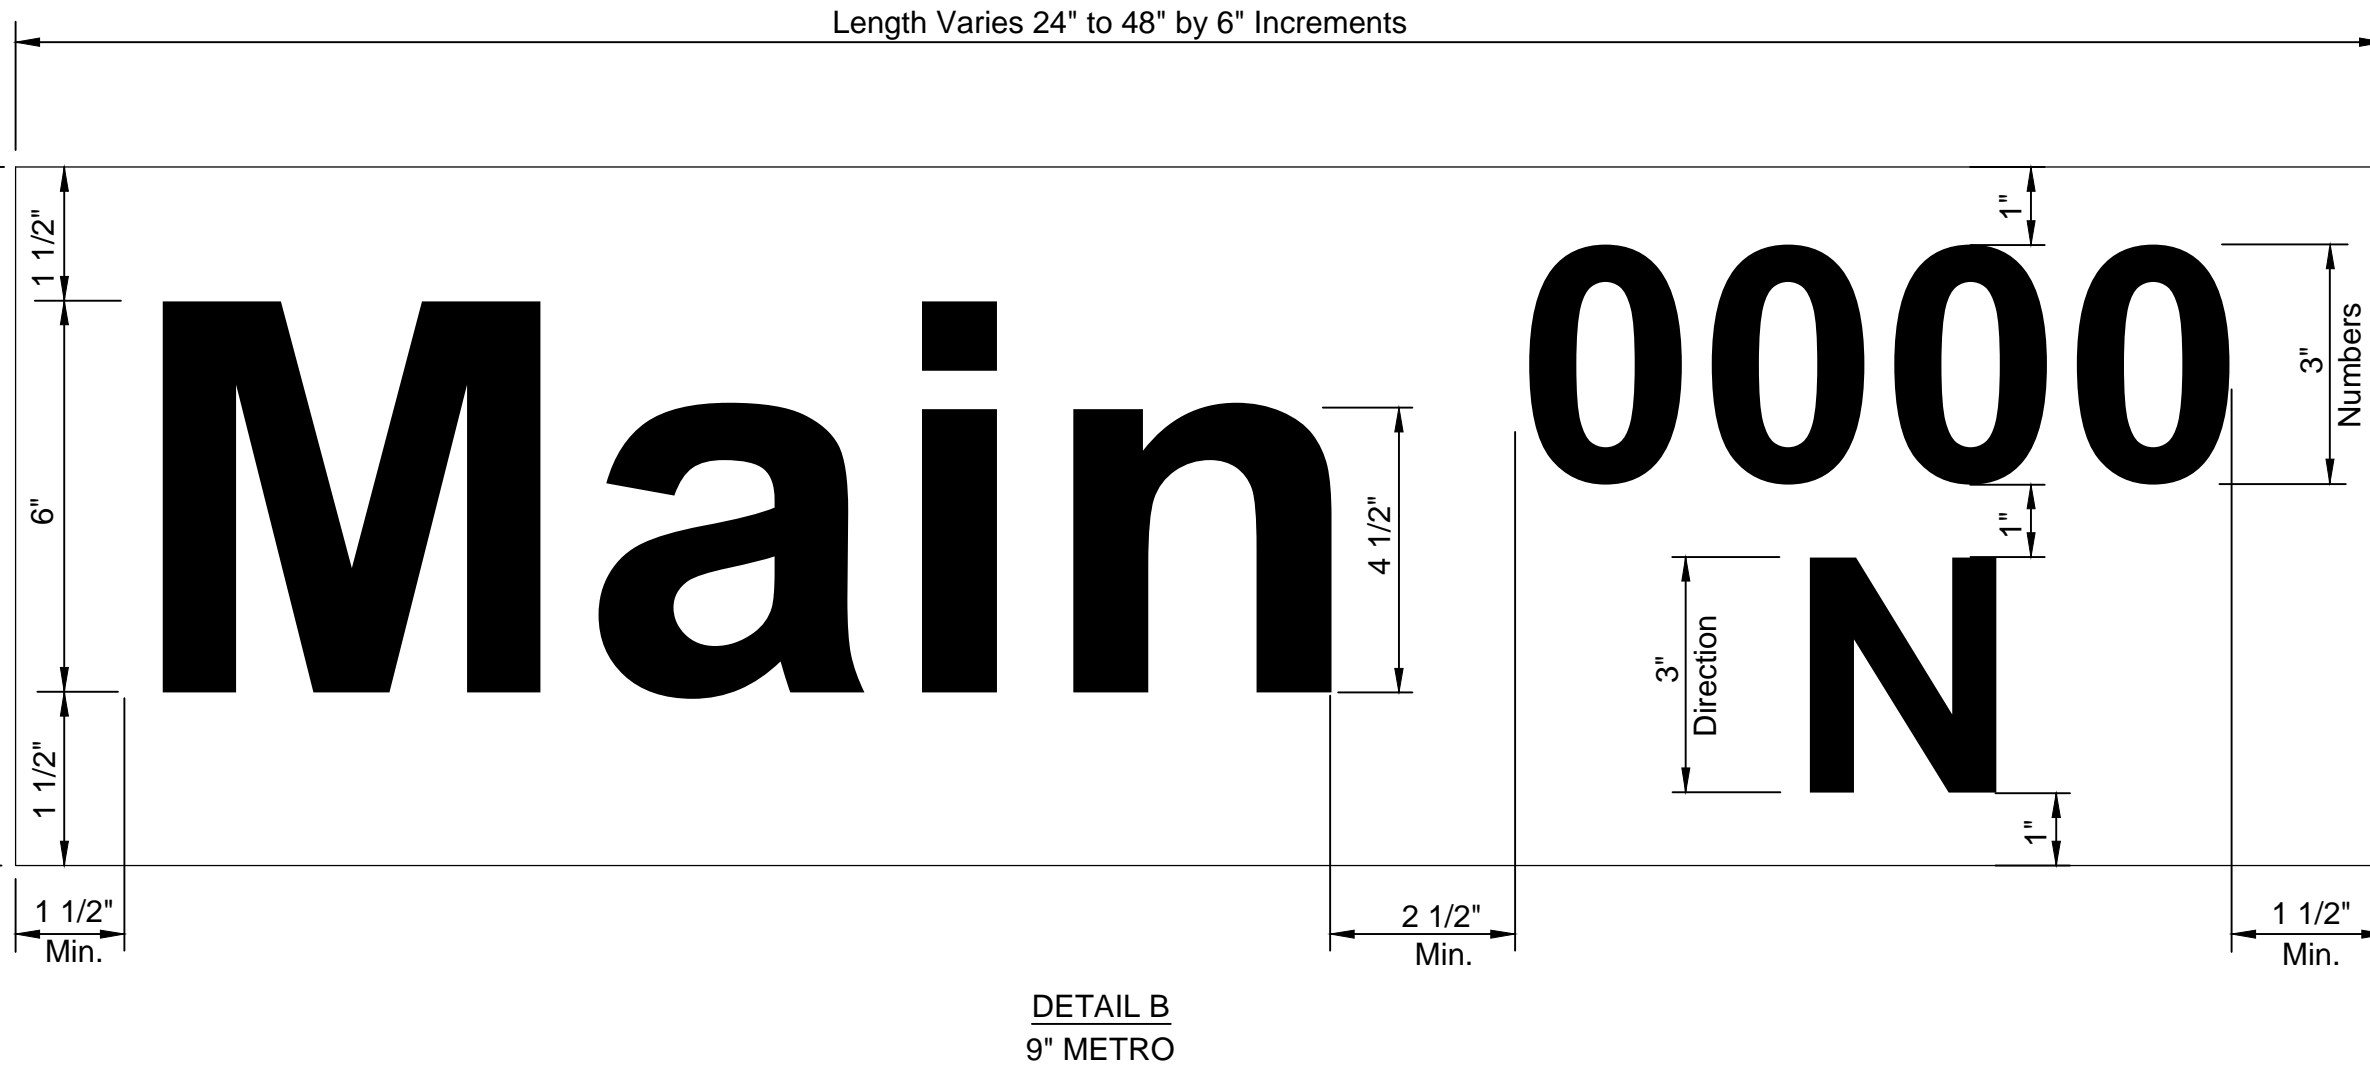 Length Varies 24" to 48" by 6" Increments
1 1/2"
6"
1 1/2"
Main
4 1/2"
0000
1"
3"
Numbers
1"
N
3"
Direction
1"
1 1/2"
Min.
2 1/2"
Min.
1 1/2"
Min.
DETAIL B
9" METRO